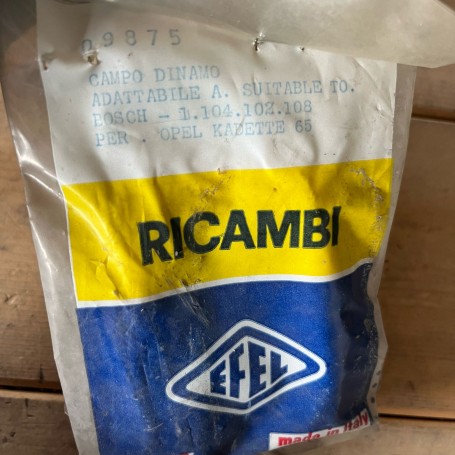 09875
CAMPO DINAMO
ADATTABILE A. SUITABLE TO.
BOSCH - 1.104.102.108
PER . OPEL KADETTE 65
RICAMBI
EFEL
made in Italy